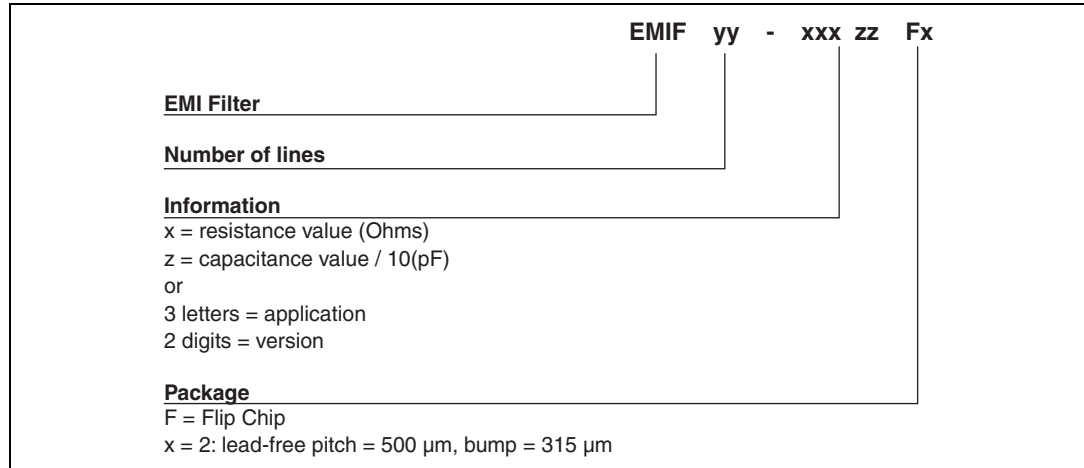 EMIF yy - xxx zz Fx
EMI Filter
Number of lines
Information
x = resistance value (Ohms)
z = capacitance value / 10(pF)
or
3 letters = application
2 digits = version
Package
F = Flip Chip
x = 2: lead-free pitch = 500 µm, bump = 315 µm